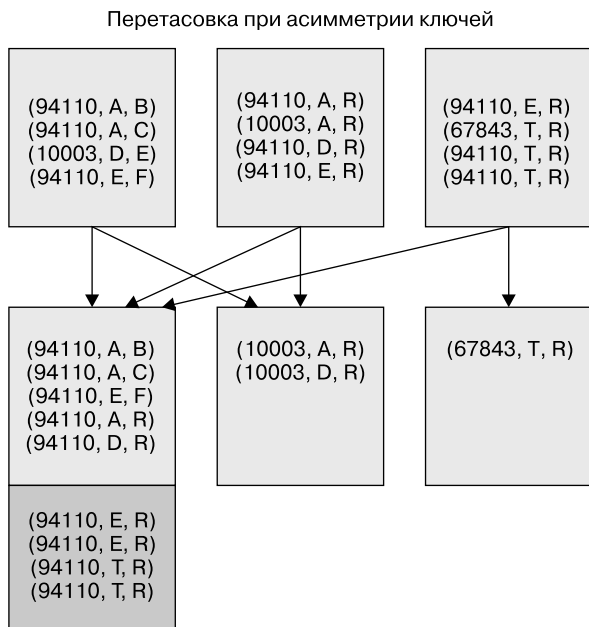 Перетасовка при асимметрии ключей
(94110, A, B)
(94110, A, C)
(10003, D, E)
(94110, E, F)
(94110, A, R)
(10003, A, R)
(94110, D, R)
(94110, E, R)
(94110, E, R)
(67843, T, R)
(94110, T, R)
(94110, T, R)
(94110, A, B)
(94110, A, C)
(94110, E, F)
(94110, A, R)
(94110, D, R)
(94110, E, R)
(94110, E, R)
(94110, T, R)
(94110, T, R)
(10003, A, R)
(10003, D, R)
(67843, T, R)